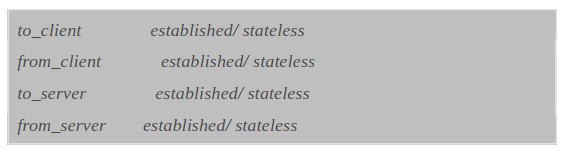 to_client established/ stateless
from_client established/ stateless
to_server established/ stateless
from_server established/ stateless